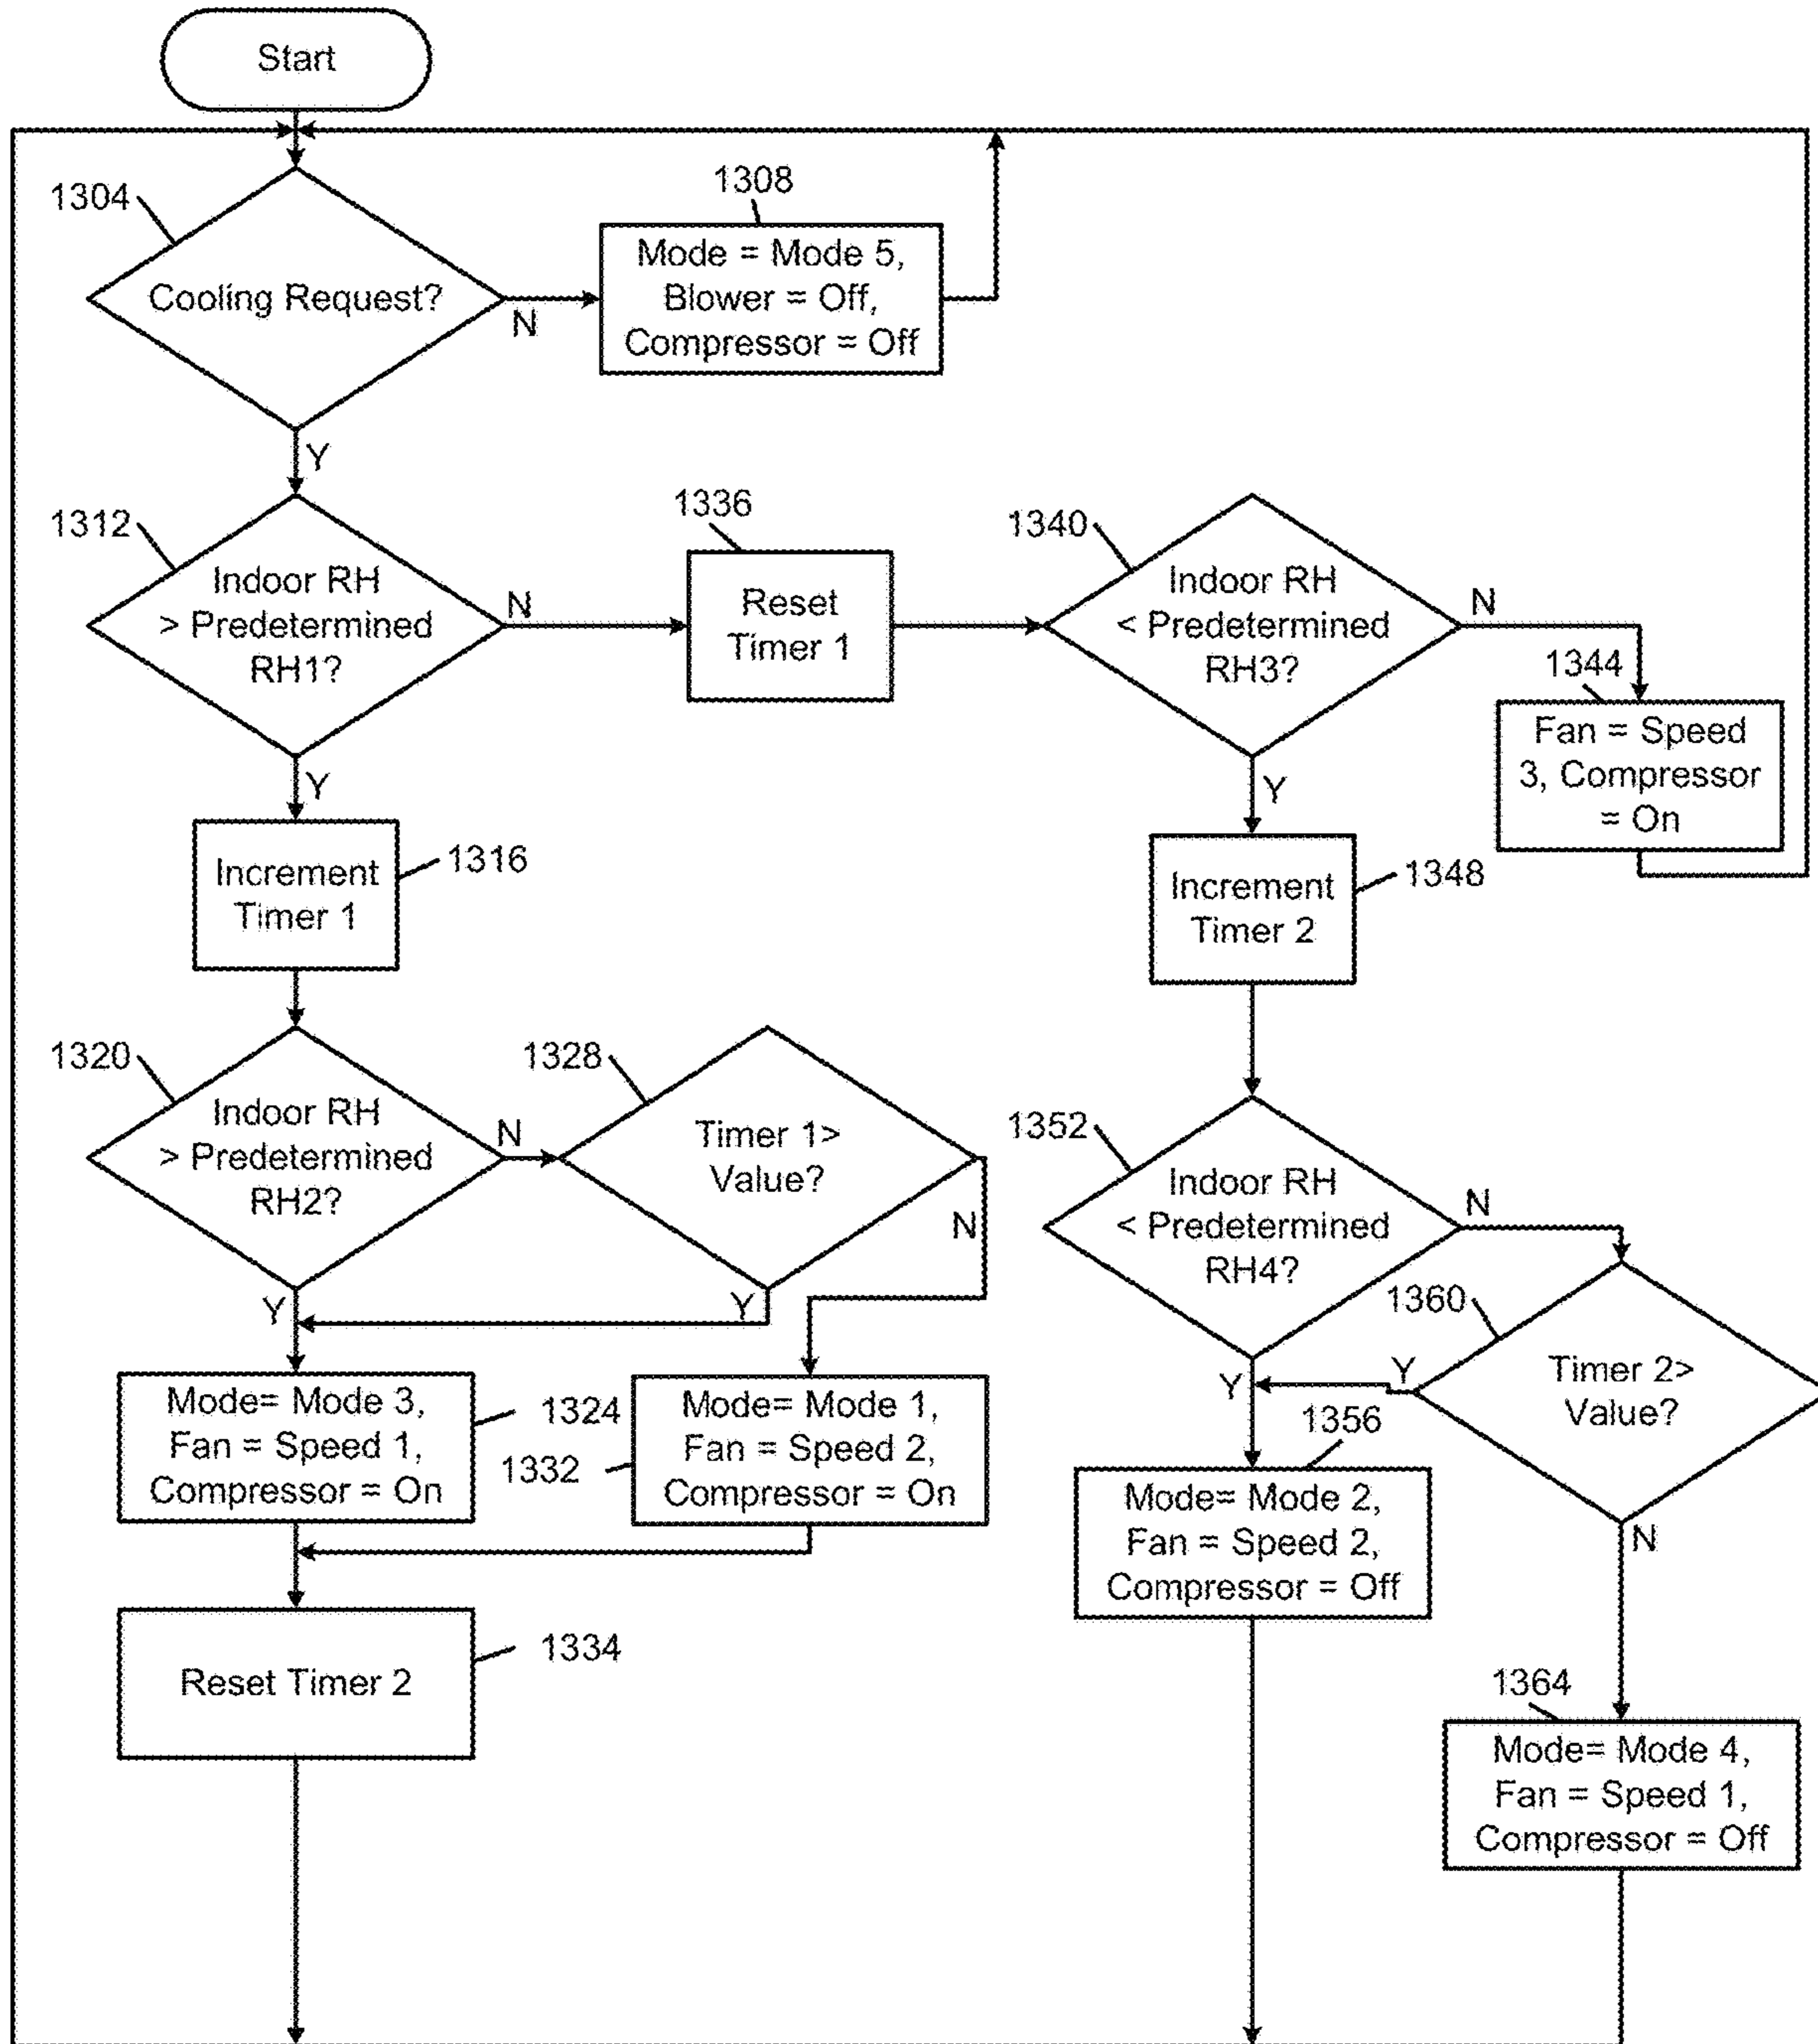 Start
1304
Cooling Request?
N
Y
1308
Mode = Mode 5,
Blower = Off,
Compressor = Off
1312
Indoor RH
> Predetermined
RH1?
N
Y
1336
Reset
Timer 1
1340
Indoor RH
< Predetermined
RH3?
N
Y
1344
Fan = Speed
3, Compressor
= On
1316
Increment
Timer 1
1348
Increment
Timer 2
1320
Indoor RH
> Predetermined
RH2?
N
Y
1328
Timer 1>
Value?
N
Y
1352
Indoor RH
< Predetermined
RH4?
N
Y
1360
Timer 2>
Value?
Y
N
1324
Mode= Mode 3,
Fan = Speed 1,
Compressor = On
1332
Mode= Mode 1,
Fan = Speed 2,
Compressor = On
1356
Mode= Mode 2,
Fan = Speed 2,
Compressor = Off
1334
Reset Timer 2
1364
Mode= Mode 4,
Fan = Speed 1,
Compressor = Off